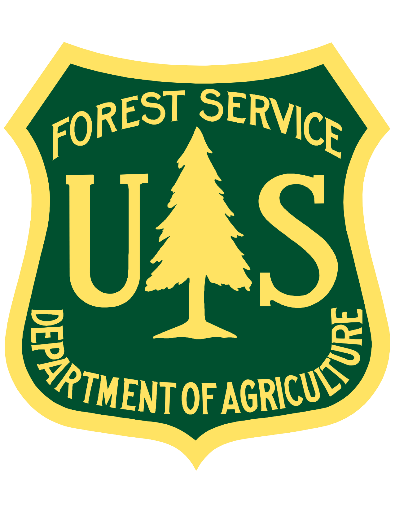 FOREST SERVICE
U S
DEPARTMENT OF AGRICULTURE